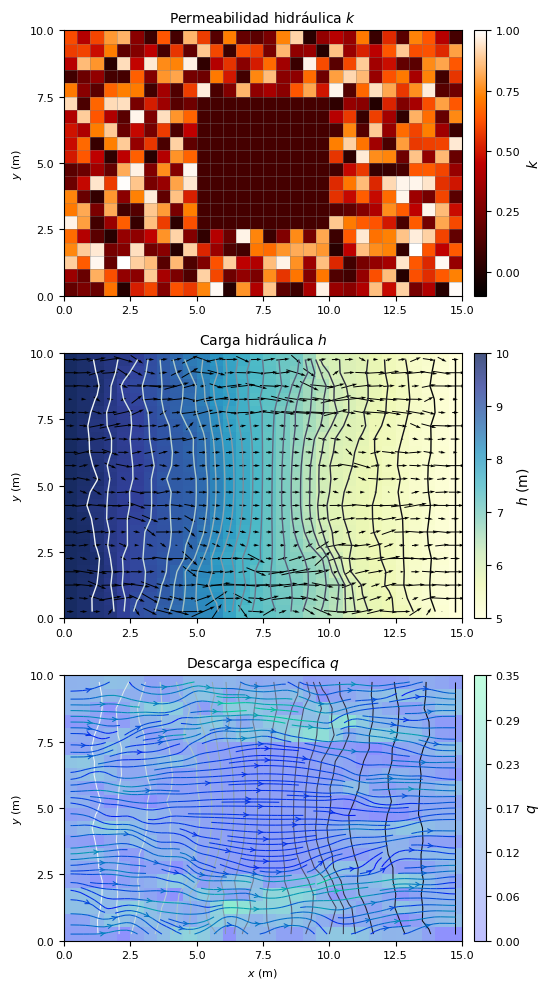 Permeabilidad hidráulica k
10.0
7.5
5.0
2.5
0.0
y (m)
0.0 2.5 5.0 7.5 10.0 12.5 15.0
1.00
0.75
0.50
0.25
0.00
k
Carga hidráulica h
10.0
7.5
5.0
2.5
0.0
y (m)
0.0 2.5 5.0 7.5 10.0 12.5 15.0
10
9
8
7
6
5
h (m)
Descarga específica q
10.0
7.5
5.0
2.5
0.0
y (m)
0.0 2.5 5.0 7.5 10.0 12.5 15.0
x (m)
0.35
0.29
0.23
0.17
0.12
0.06
0.00
q